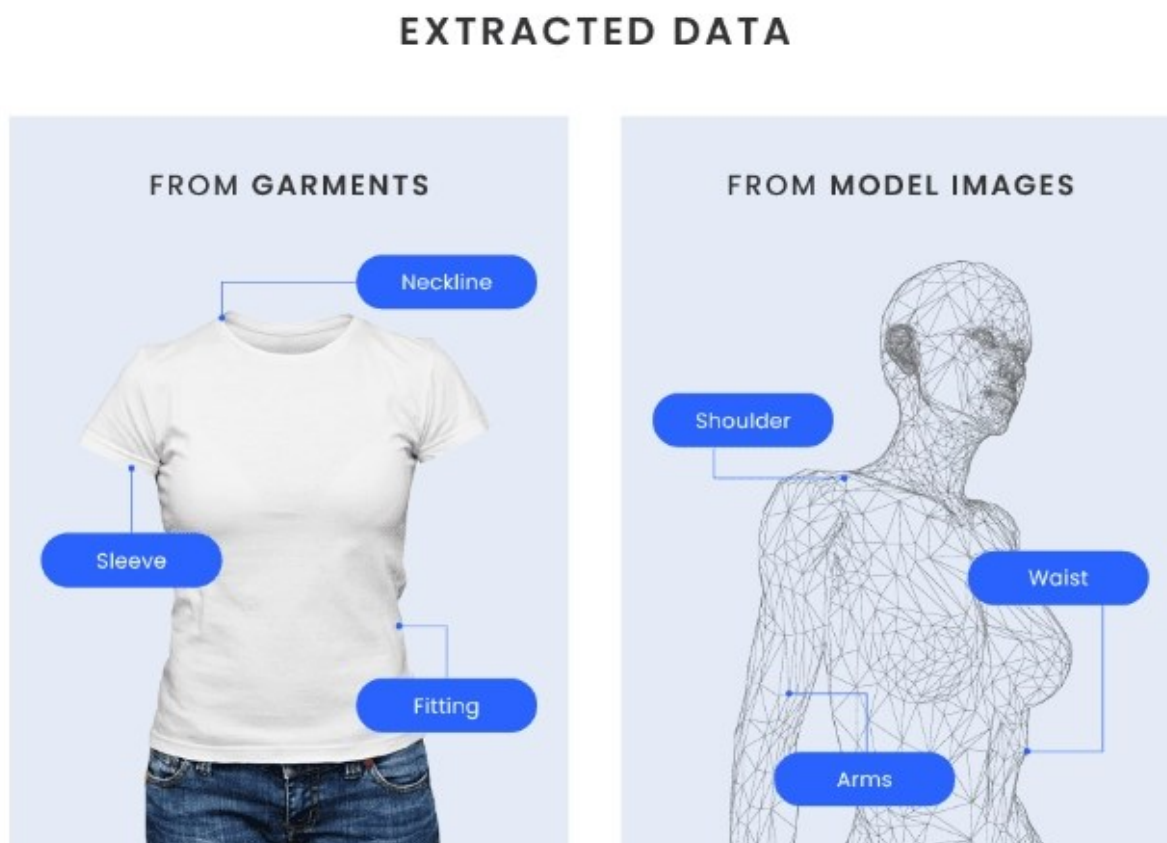 EXTRACTED DATA
FROM GARMENTS
Neckline
Sleeve
Fitting
FROM MODEL IMAGES
Shoulder
Waist
Arms